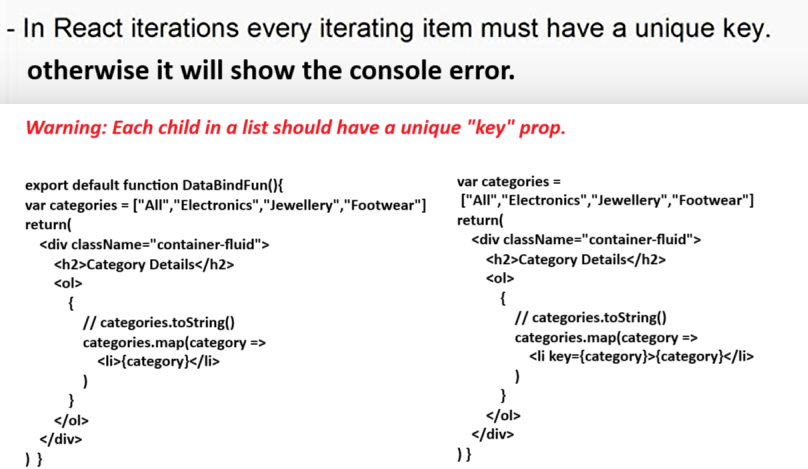 - In React iterations every iterating item must have a unique key.
otherwise it will show the console error.
Warning: Each child in a list should have a unique "key" prop.
export default function DataBindFun(){
var categories = ["All","Electronics","Jewellery","Footwear"]
return(
<div className="container-fluid">
<h2>Category Details</h2>
<ol>
{
// categories.toString()
categories.map(category =>
<li>{category}</li>
)
}
</ol>
</div>
) }
var categories =
["All","Electronics","Jewellery","Footwear"]
return(
<div className="container-fluid">
<h2>Category Details</h2>
<ol>
{
// categories.toString()
categories.map(category =>
<li key={category}>{category}</li>
)
}
</ol>
</div>
) }